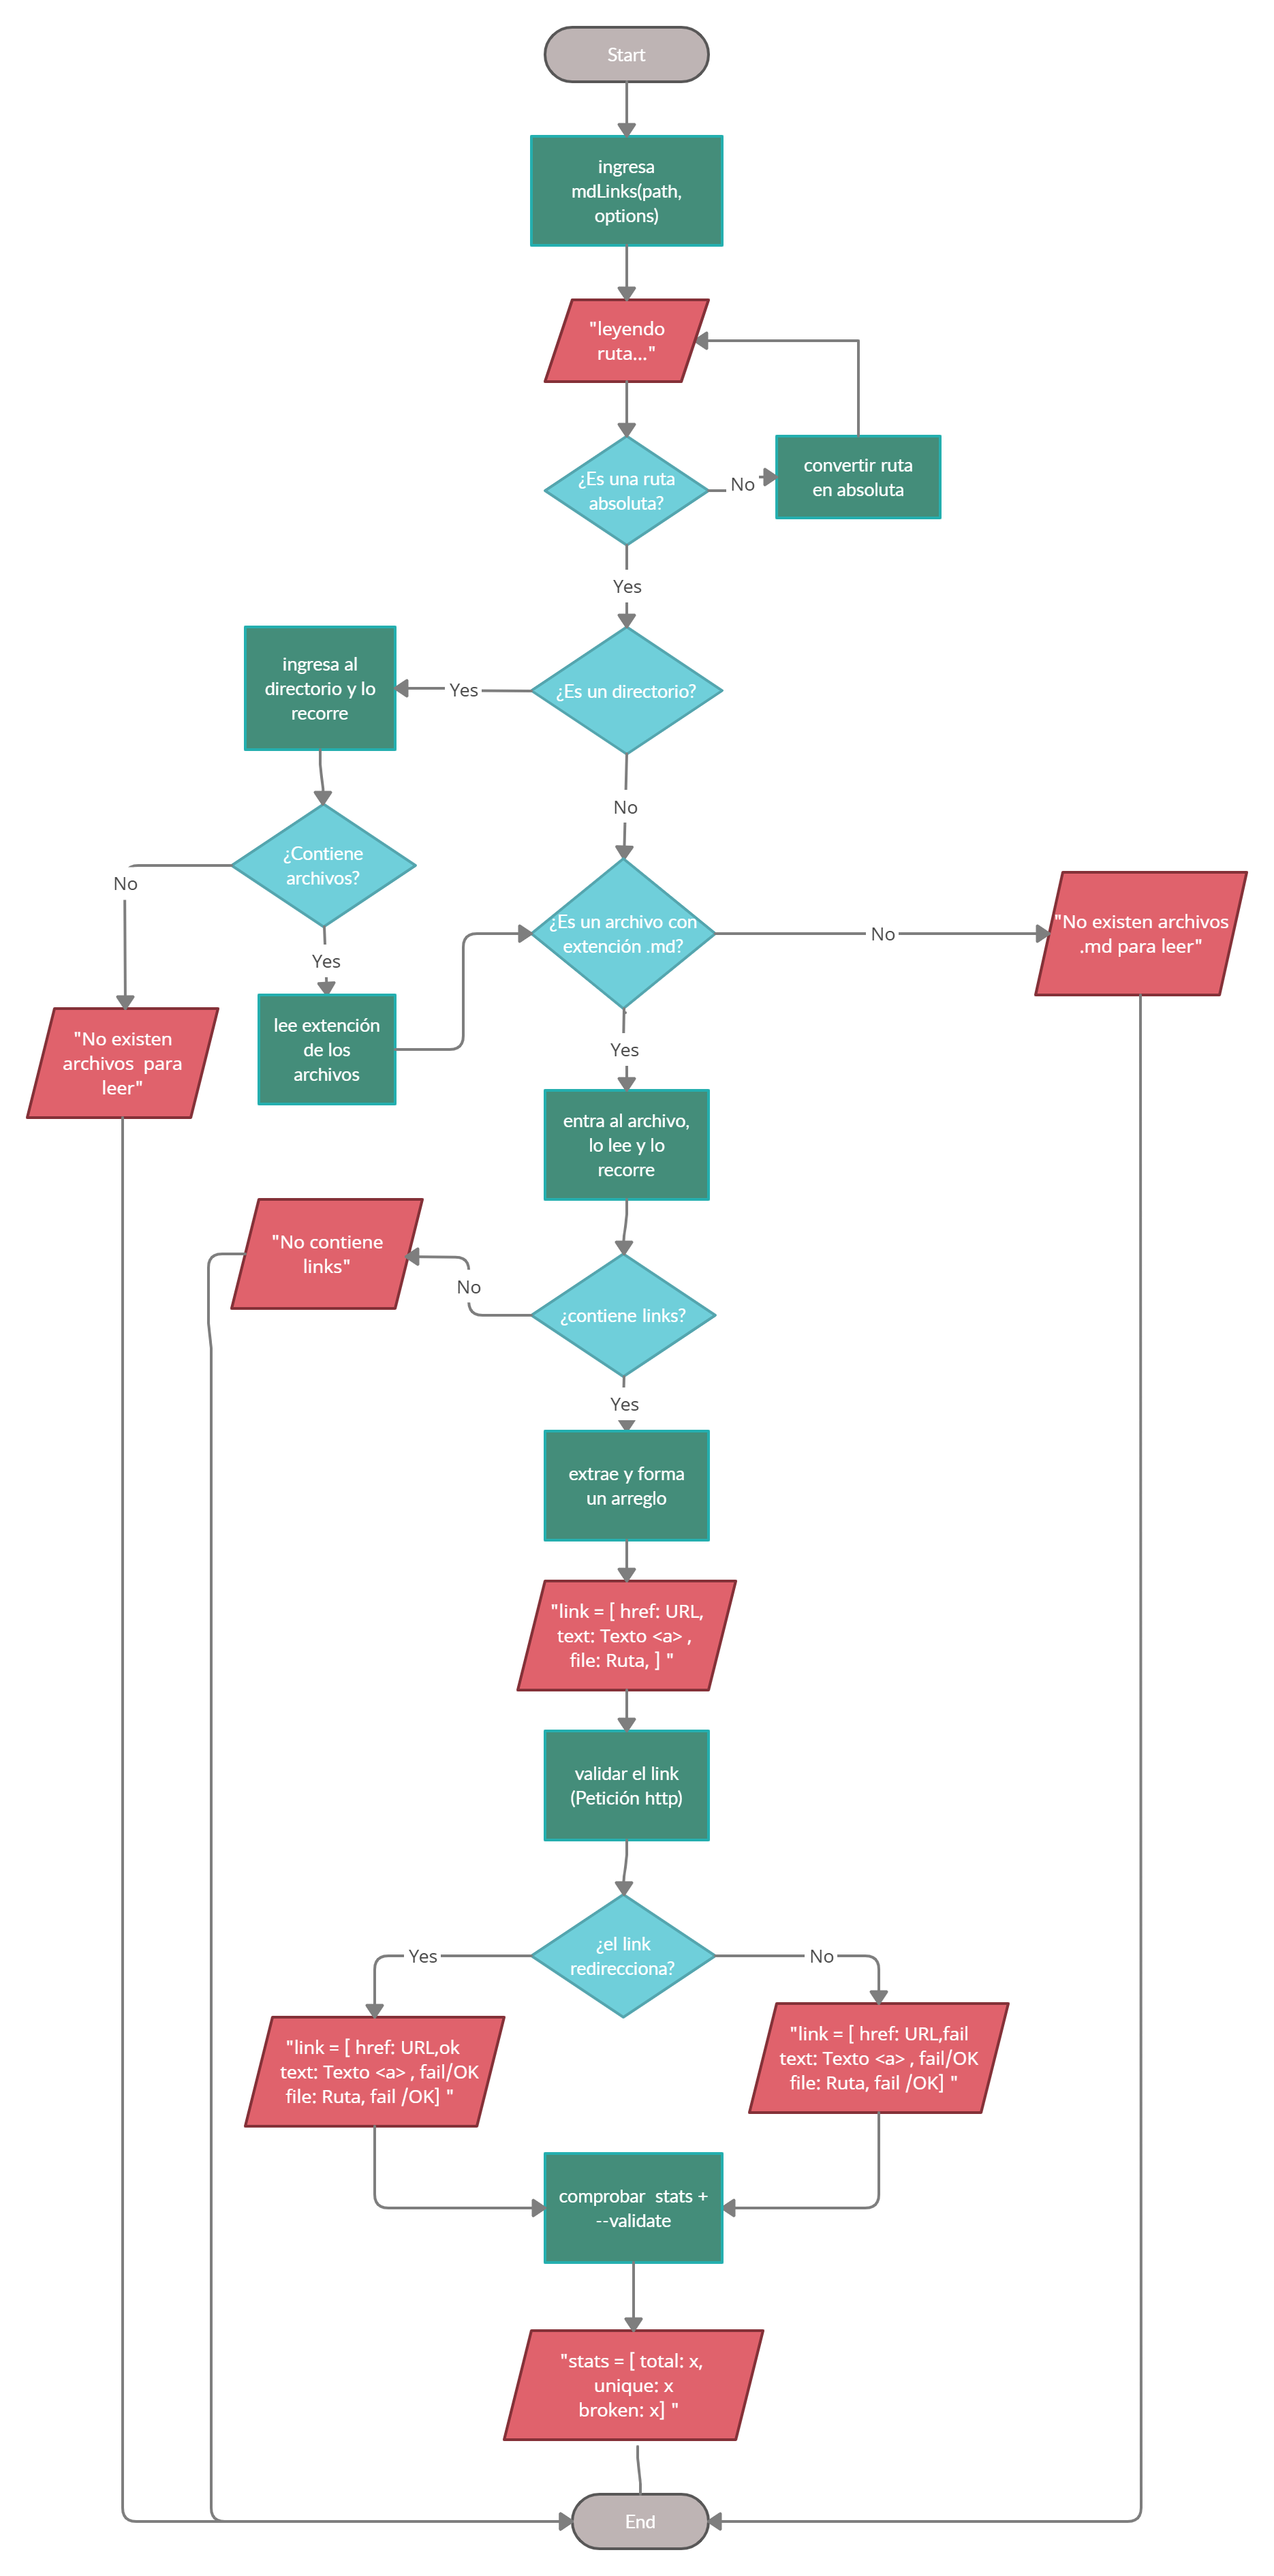 Start
ingresa
mdLinks(path,
options)
"leyendo
ruta..."
¿Es una ruta
absoluta?
No
convertir ruta
en absoluta
Yes
¿Es un directorio?
Yes
ingresa al
directorio y lo
recorre
No
¿Contiene
archivos?
No
Yes
¿Es un archivo con
extención .md?
No
"No existen archivos
.md para leer"
lee extención
de los
archivos
"No existen
archivos  para
leer"
Yes
entra al archivo,
lo lee y lo
recorre
"No contiene
links"
No
¿contiene links?
Yes
extrae y forma
un arreglo
"link = [ href: URL,
text: Texto <a> ,
file: Ruta, ] "
validar el link
(Petición http)
¿el link
redirecciona?
Yes
No
"link = [ href: URL,ok
text: Texto <a> , fail/OK
file: Ruta, fail /OK] "
"link = [ href: URL,fail
text: Texto <a> , fail/OK
file: Ruta, fail /OK] "
comprobar  stats +
--validate
"stats = [ total: x,
unique: x
broken: x] "
End